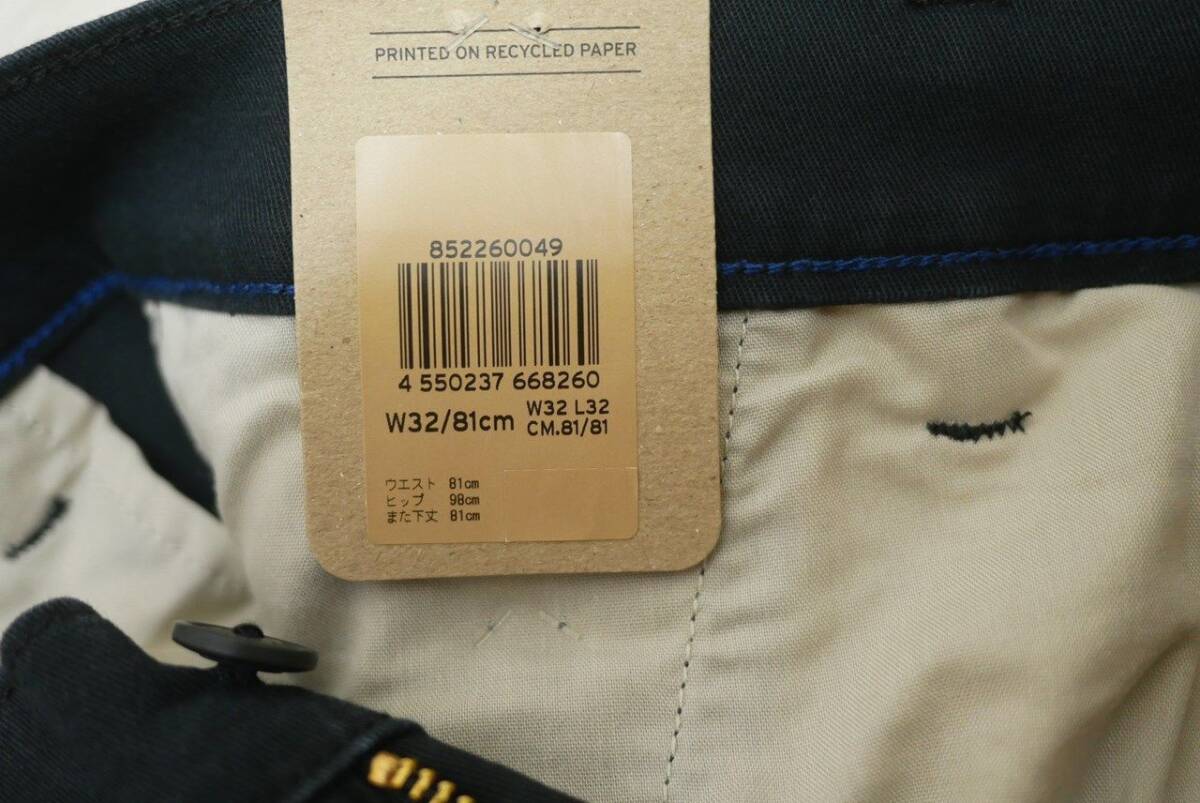 PRINTED ON RECYCLED PAPER
852260049
4 550237 668260
W32/81cm W32 L32
CM.81/81
ウエスト 81cm
ヒップ 98cm
また下丈 81cm